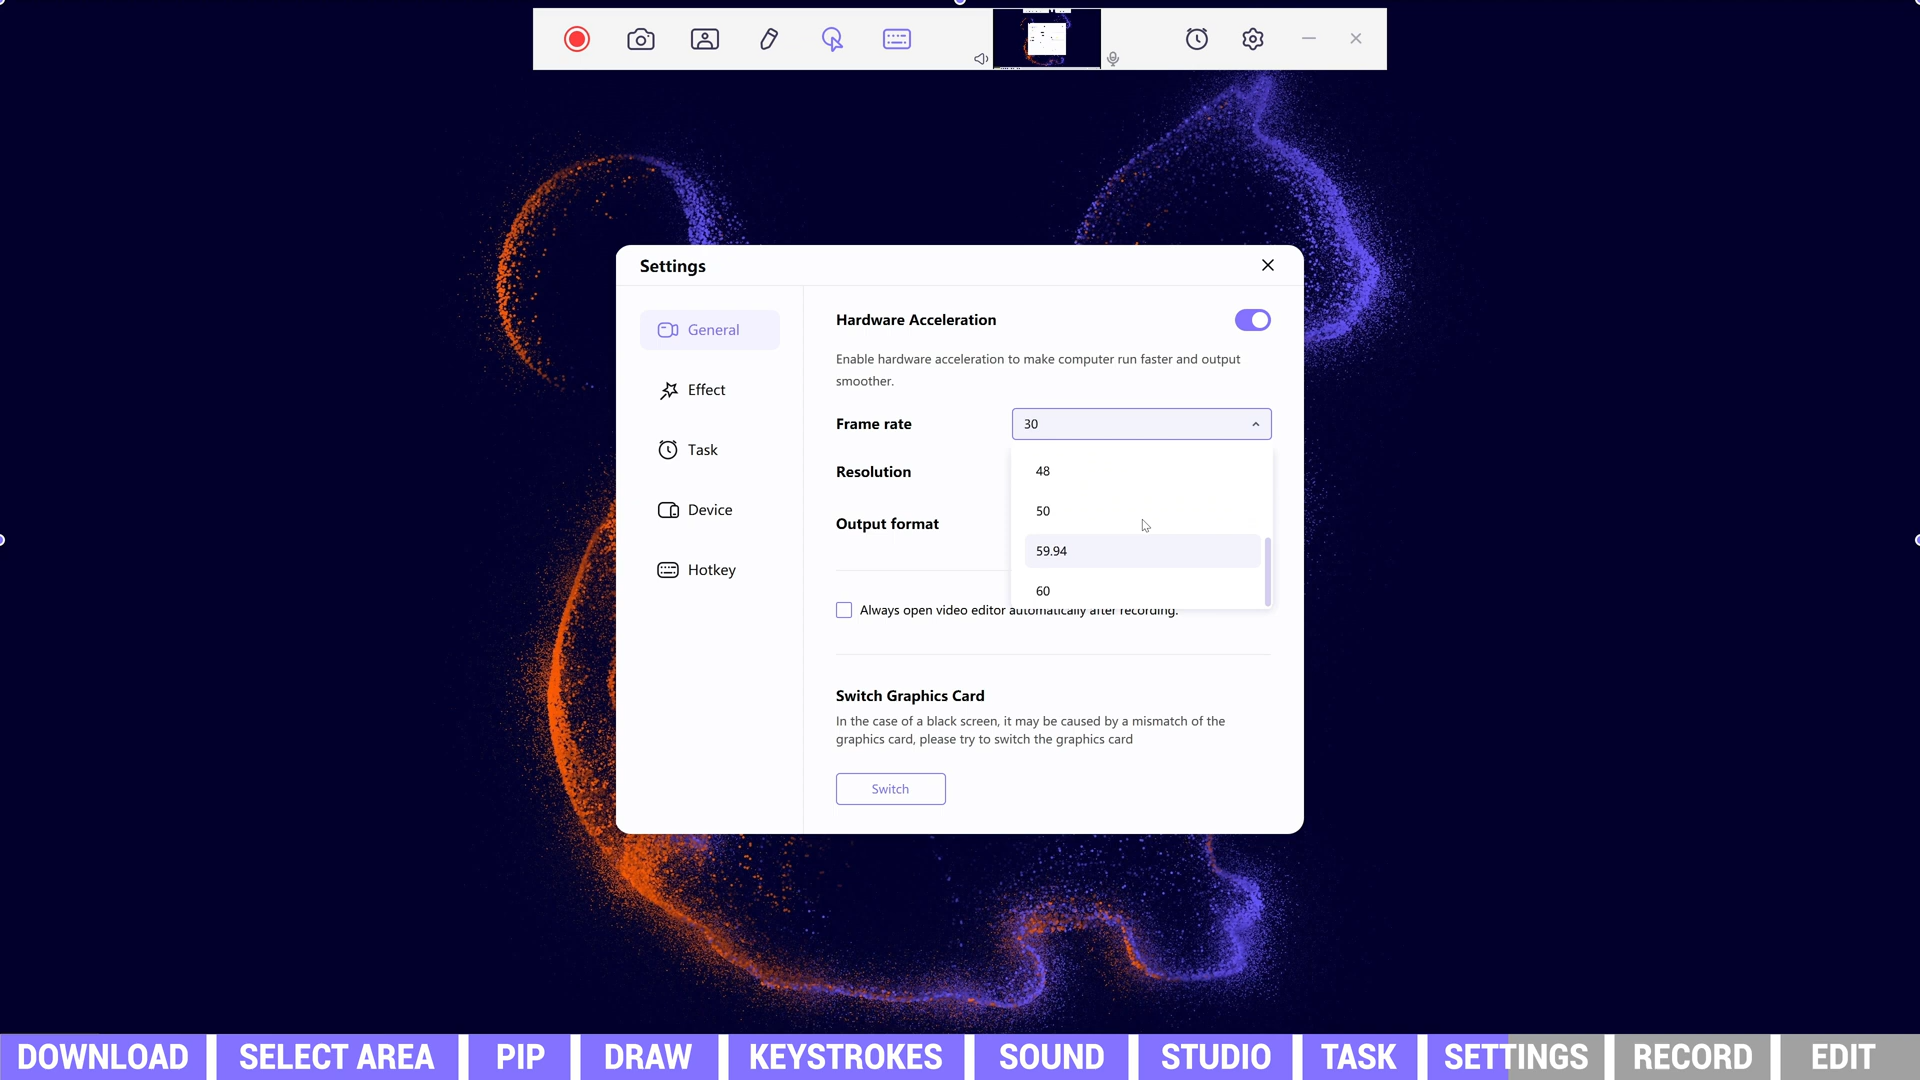 Settings
General
Effect
Task
Device
Hotkey
Hardware Acceleration
Enable hardware acceleration to make computer run faster and output
smoother.
Frame rate
30
Resolution
48
50
Output format
59.94
60
Always open video editor automatically after recording.
Switch Graphics Card
In the case of a black screen, it may be caused by a mismatch of the
graphics card, please try to switch the graphics card
Switch
DOWNLOAD SELECT AREA PIP DRAW KEYSTROKES SOUND STUDIO TASK SETTINGS RECORD EDIT